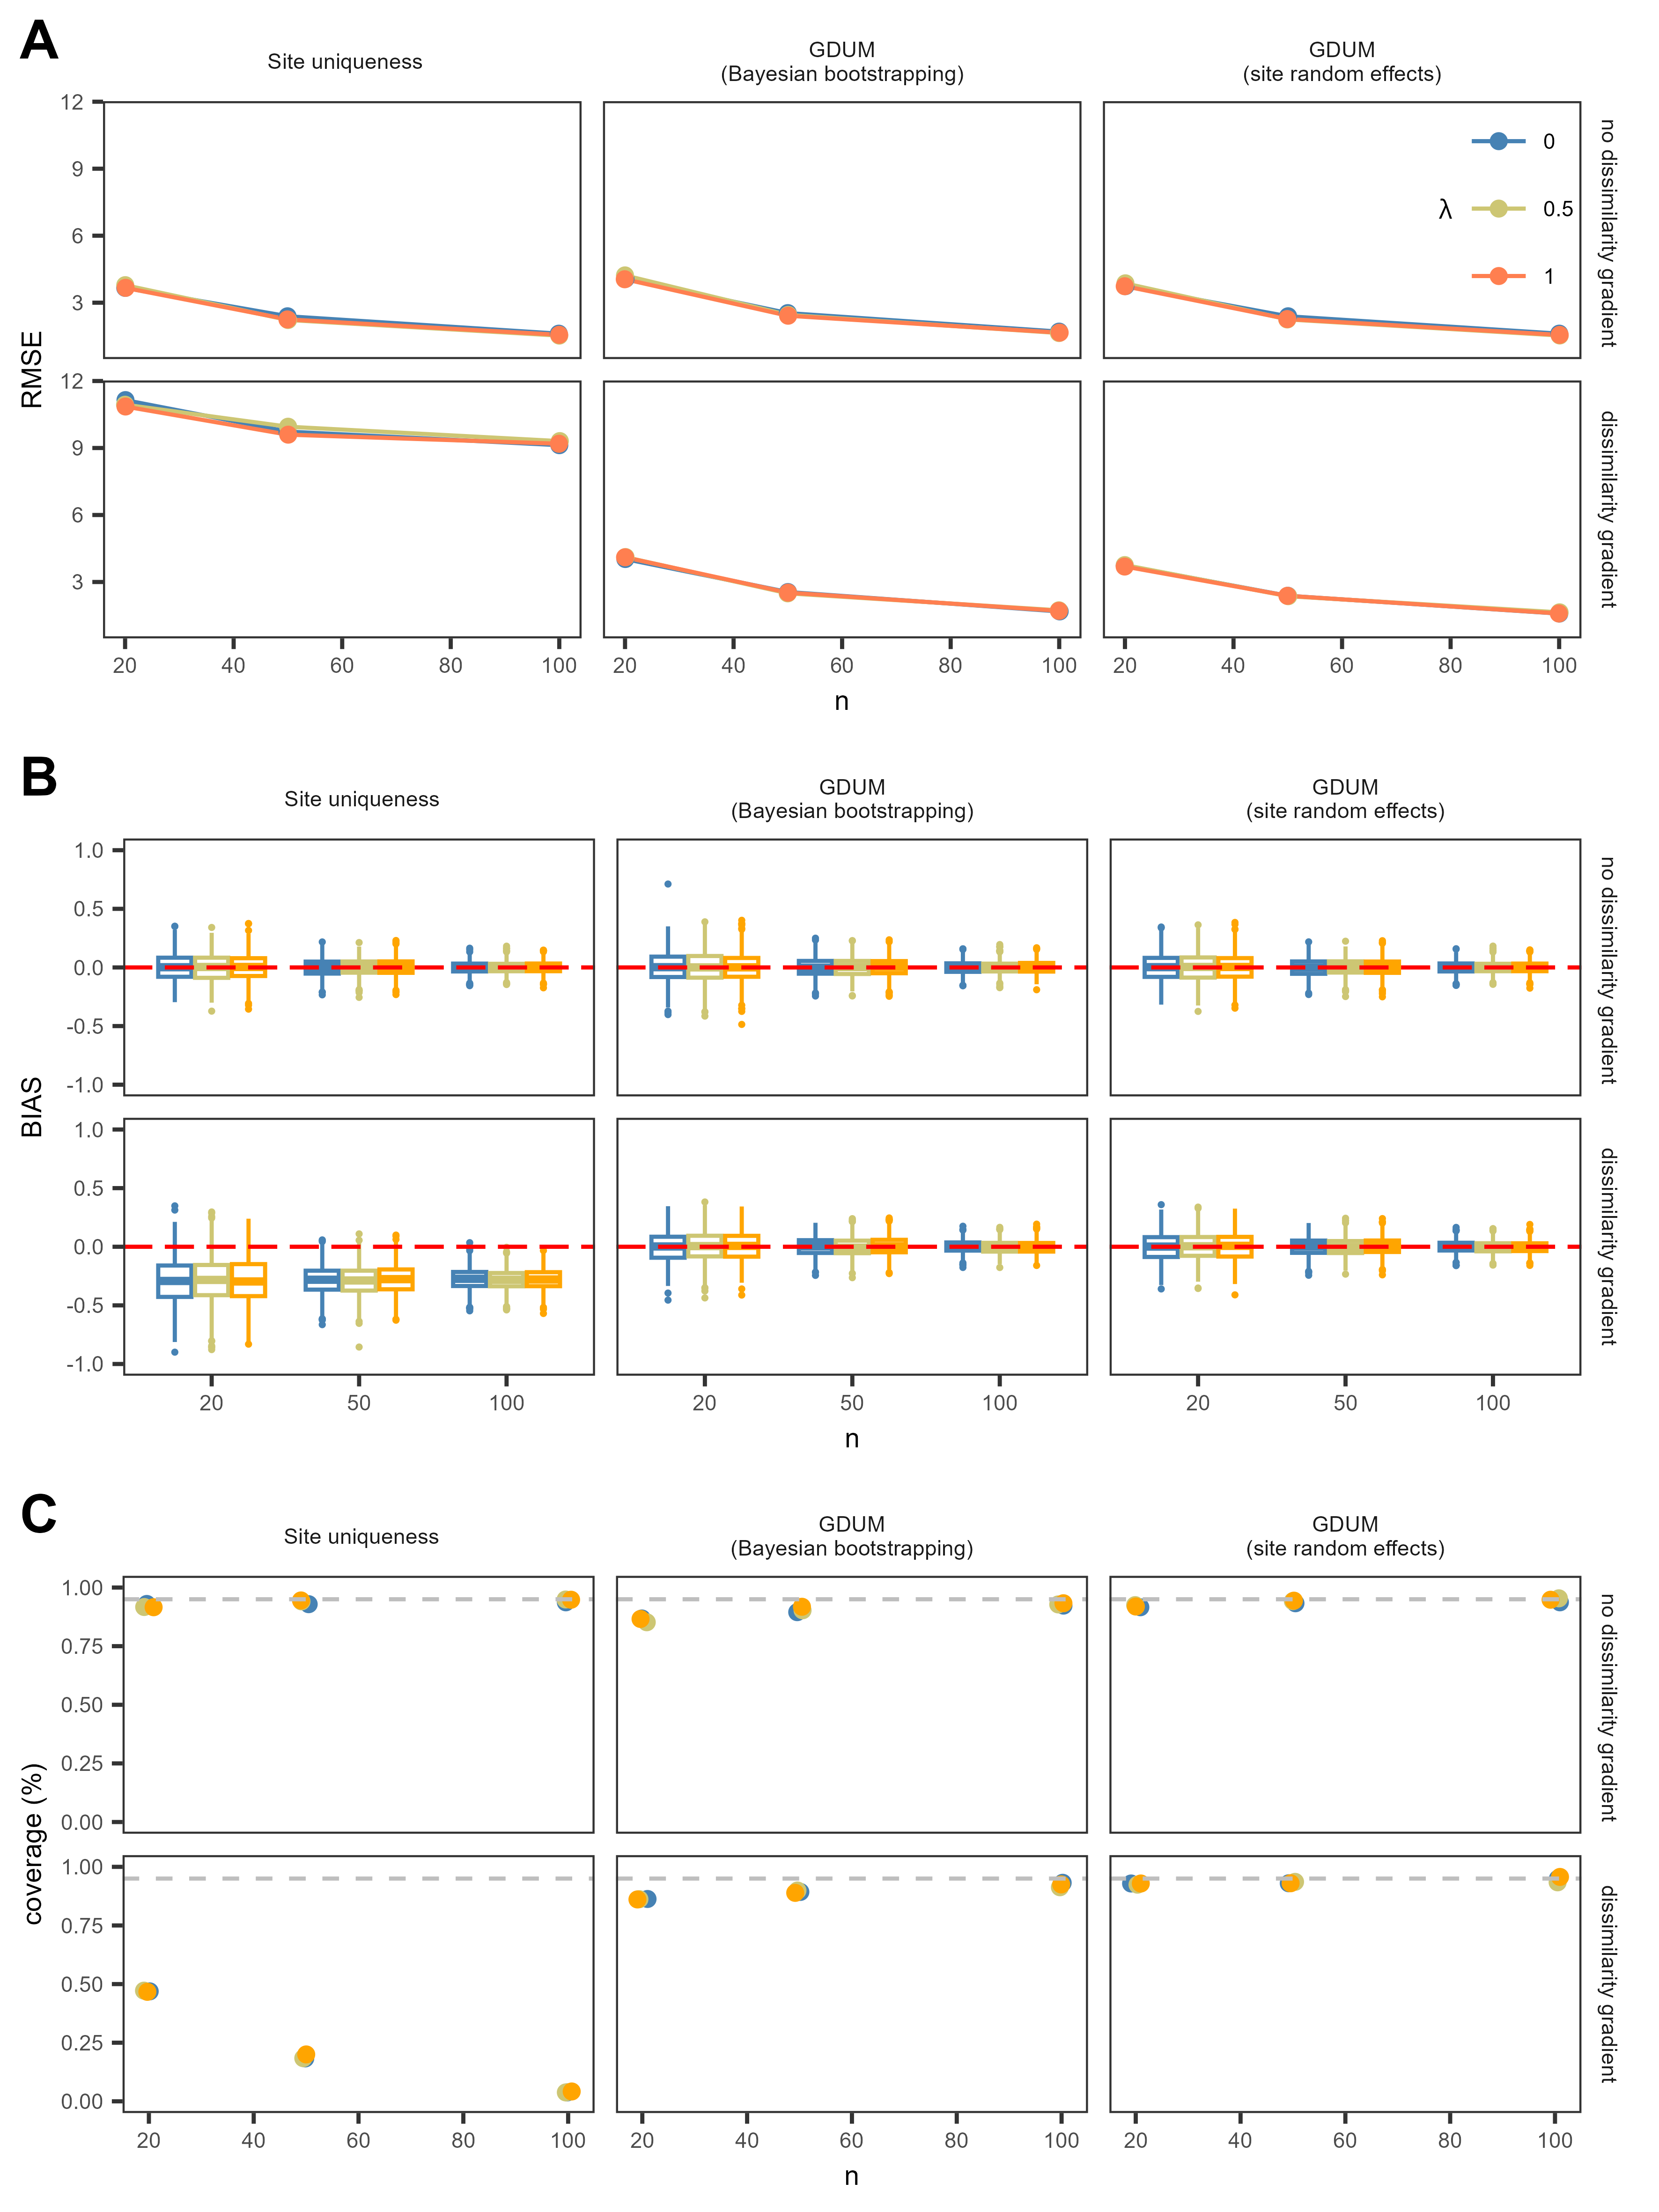 A
Site uniqueness
GDUM
(Bayesian bootstrapping)
GDUM
(site random effects)
12
9
6
3
0
λ
0.5
1
no dissimilarity gradient
RMSE
12
9
6
3
dissimilarity gradient
20 40 60 80 100
20 40 60 80 100
20 40 60 80 100
n
B
Site uniqueness
GDUM
(Bayesian bootstrapping)
GDUM
(site random effects)
1.0
0.5
0.0
-0.5
-1.0
no dissimilarity gradient
BIAS
1.0
0.5
0.0
-0.5
-1.0
dissimilarity gradient
20 50 100
20 50 100
20 50 100
n
C
Site uniqueness
GDUM
(Bayesian bootstrapping)
GDUM
(site random effects)
1.00
0.75
0.50
0.25
0.00
no dissimilarity gradient
coverage (%)
1.00
0.75
0.50
0.25
0.00
dissimilarity gradient
20 40 60 80 100
20 40 60 80 100
20 40 60 80 100
n